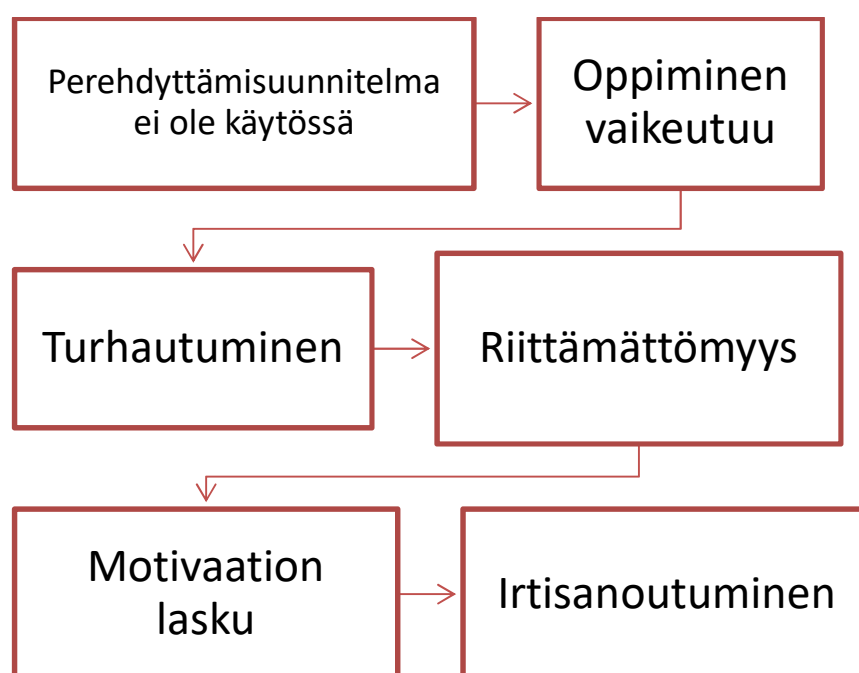 Perehdyttämisuunnitelma
ei ole käytössä
Oppiminen
vaikeutuu
Turhautuminen
Riittämättömyys
Motivaation
lasku
Irtisanoutuminen